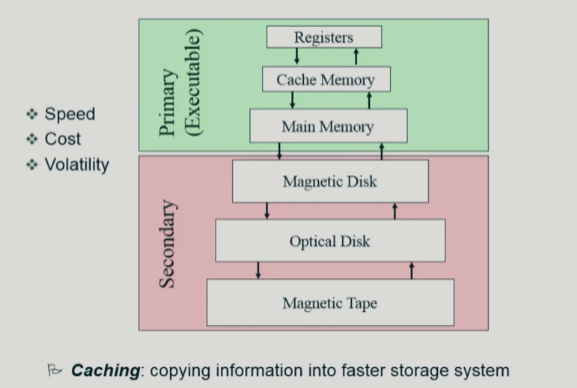 Speed
Cost
Volatility
Primary
(Executable)
Registers
Cache Memory
Main Memory
Secondary
Magnetic Disk
Optical Disk
Magnetic Tape
Caching: copying information into faster storage system